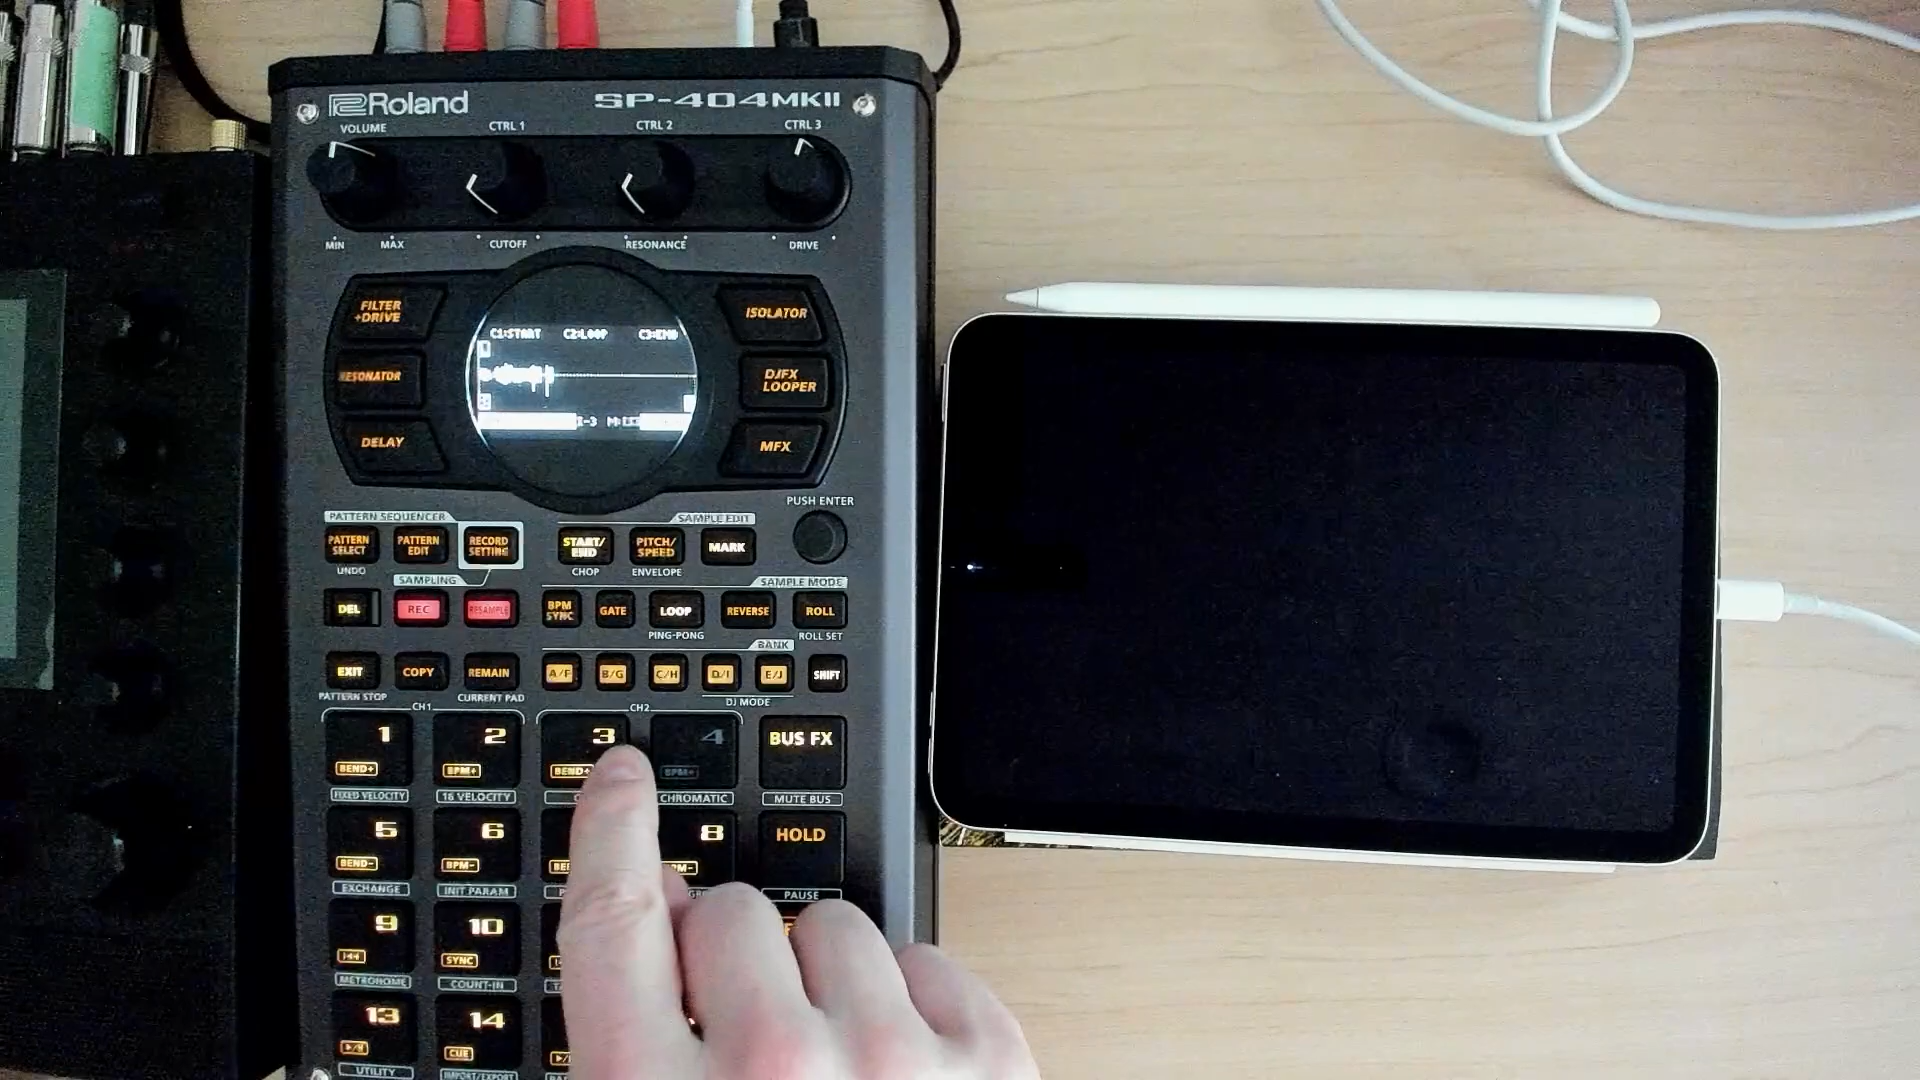 Roland SP-404MKII
VOLUME CTRL 1 CTRL 2 CTRL 3
MIN MAX CUTOFF RESONANCE DRIVE
FILTER
+DRIVE
ISOLATOR
C1:START C2:LOOP C3:END
RESONATOR
DJFX
LOOPER
DELAY
MFX
PUSH ENTER
PATTERN SEQUENCER SAMPLE EDIT
PATTERN
SELECT
PATTERN
EDIT
RECORD
SETTING
START/
END
PITCH/
SPEED
MARK
UNDO CHOP ENVELOPE
SAMPLING SAMPLE MODE
DEL REC RESAMPLE
BPM
SYNC
GATE LOOP REVERSE ROLL
PING-PONG ROLL SET
BANK
EXIT COPY REMAIN A/F B/G C/H D/I E/J SHIFT
PATTERN STOP CURRENT PAD DJ MODE
CH1 CH2
1 2 3 4 BUS FX
BEND+ BPM+ BEND+ BPM+
FIXED VELOCITY 16 VELOCITY CHROMATIC MUTE BUS
5 6 8 HOLD
BEND- BPM-
EXCHANGE INIT PARAM PAUSE
9 10
SYNC
METRONOME COUNT-IN
13 14
CUE
UTILITY IMPORT/EXPORT